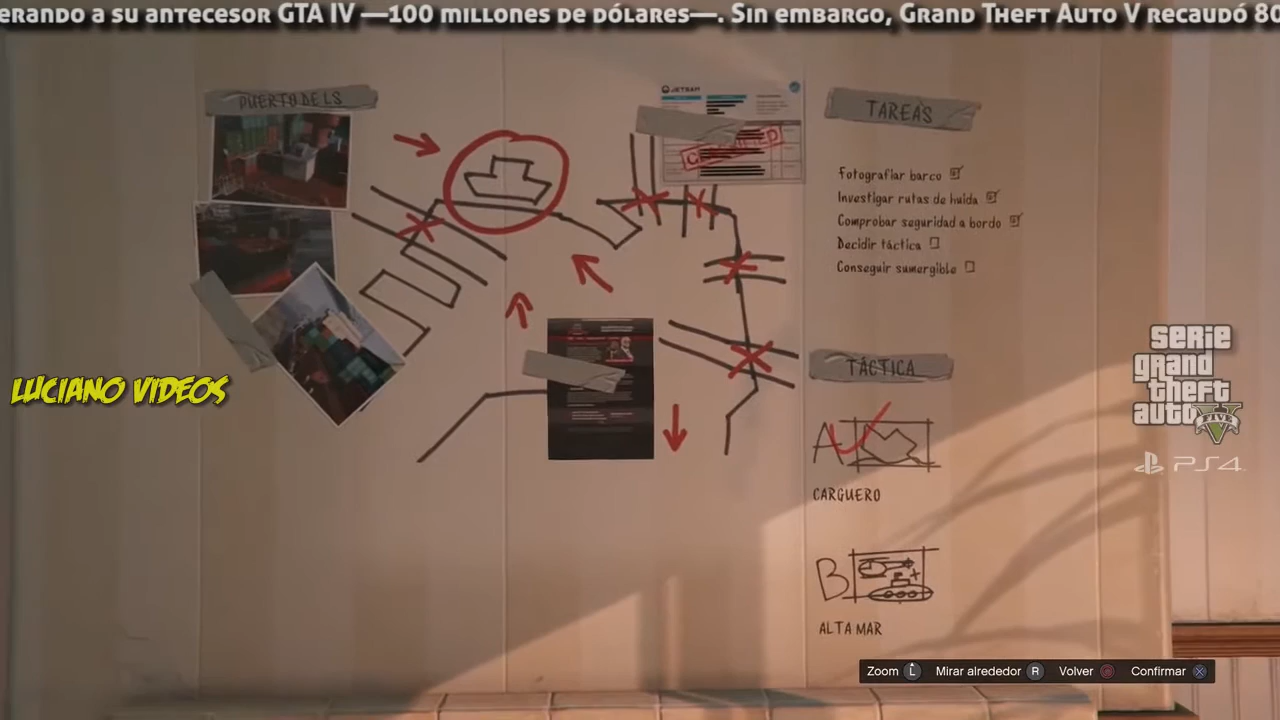 erando a su antecesor GTA IV —100 millones de dólares—. Sin embargo, Grand Theft Auto V recaudó 80
PUERTO DE LS
JETSAM
CLASSIFIED
TAREAS
Fotografiar barco
Investigar rutas de huida
Comprobar seguridad a bordo
Decidir táctica
Conseguir sumergible
TÁCTICA
A
CARGUERO
B
ALTA MAR
LUCIANO VIDEOS
SERIE
grand
theft
auto V
FIVE
PS4
Zoom L Mirar alrededor R Volver Confirmar